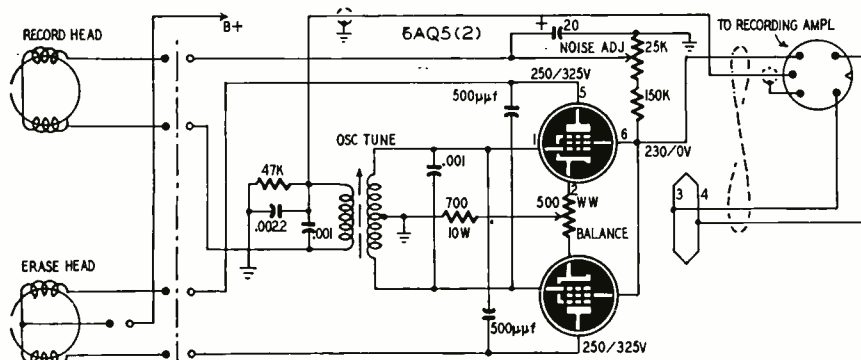 RECORD HEAD
B+
+
6AQ5(2)
20
NOISE ADJ
25K
TO RECORDING AMPL
250/325V
5
500µµf
150K
1
6
230/0V
OSC TUNE
.001
47K
2
700
10W
500
WW
BALANCE
3
4
.0022
.001
ERASE HEAD
500µµf
250/325V